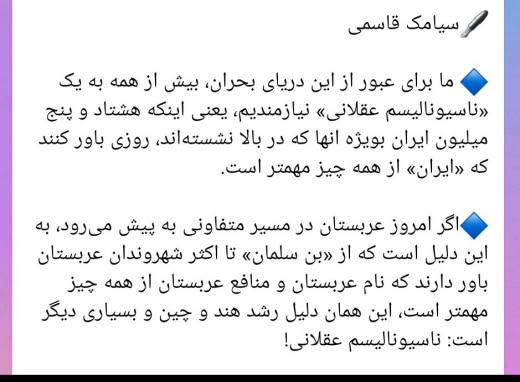 سیامک قاسمی
ما برای عبور از این دریای بحران، بیش از همه به یک
«ناسیونالیسم عقلانی» نیازمندیم، یعنی اینکه هشتاد و پنج
میلیون ایران بویژه انها که در بالا نشسته‌اند، روزی باور کنند
که «ایران» از همه چیز مهمتر است.
اگر امروز عربستان در مسیر متفاوتی به پیش می‌رود، به
این دلیل است که از «بن سلمان» تا اکثر شهروندان عربستان
باور دارند که نام عربستان و منافع عربستان از همه چیز
مهمتر است، این همان دلیل رشد هند و چین و بسیاری دیگر
است: ناسیونالیسم عقلانی!